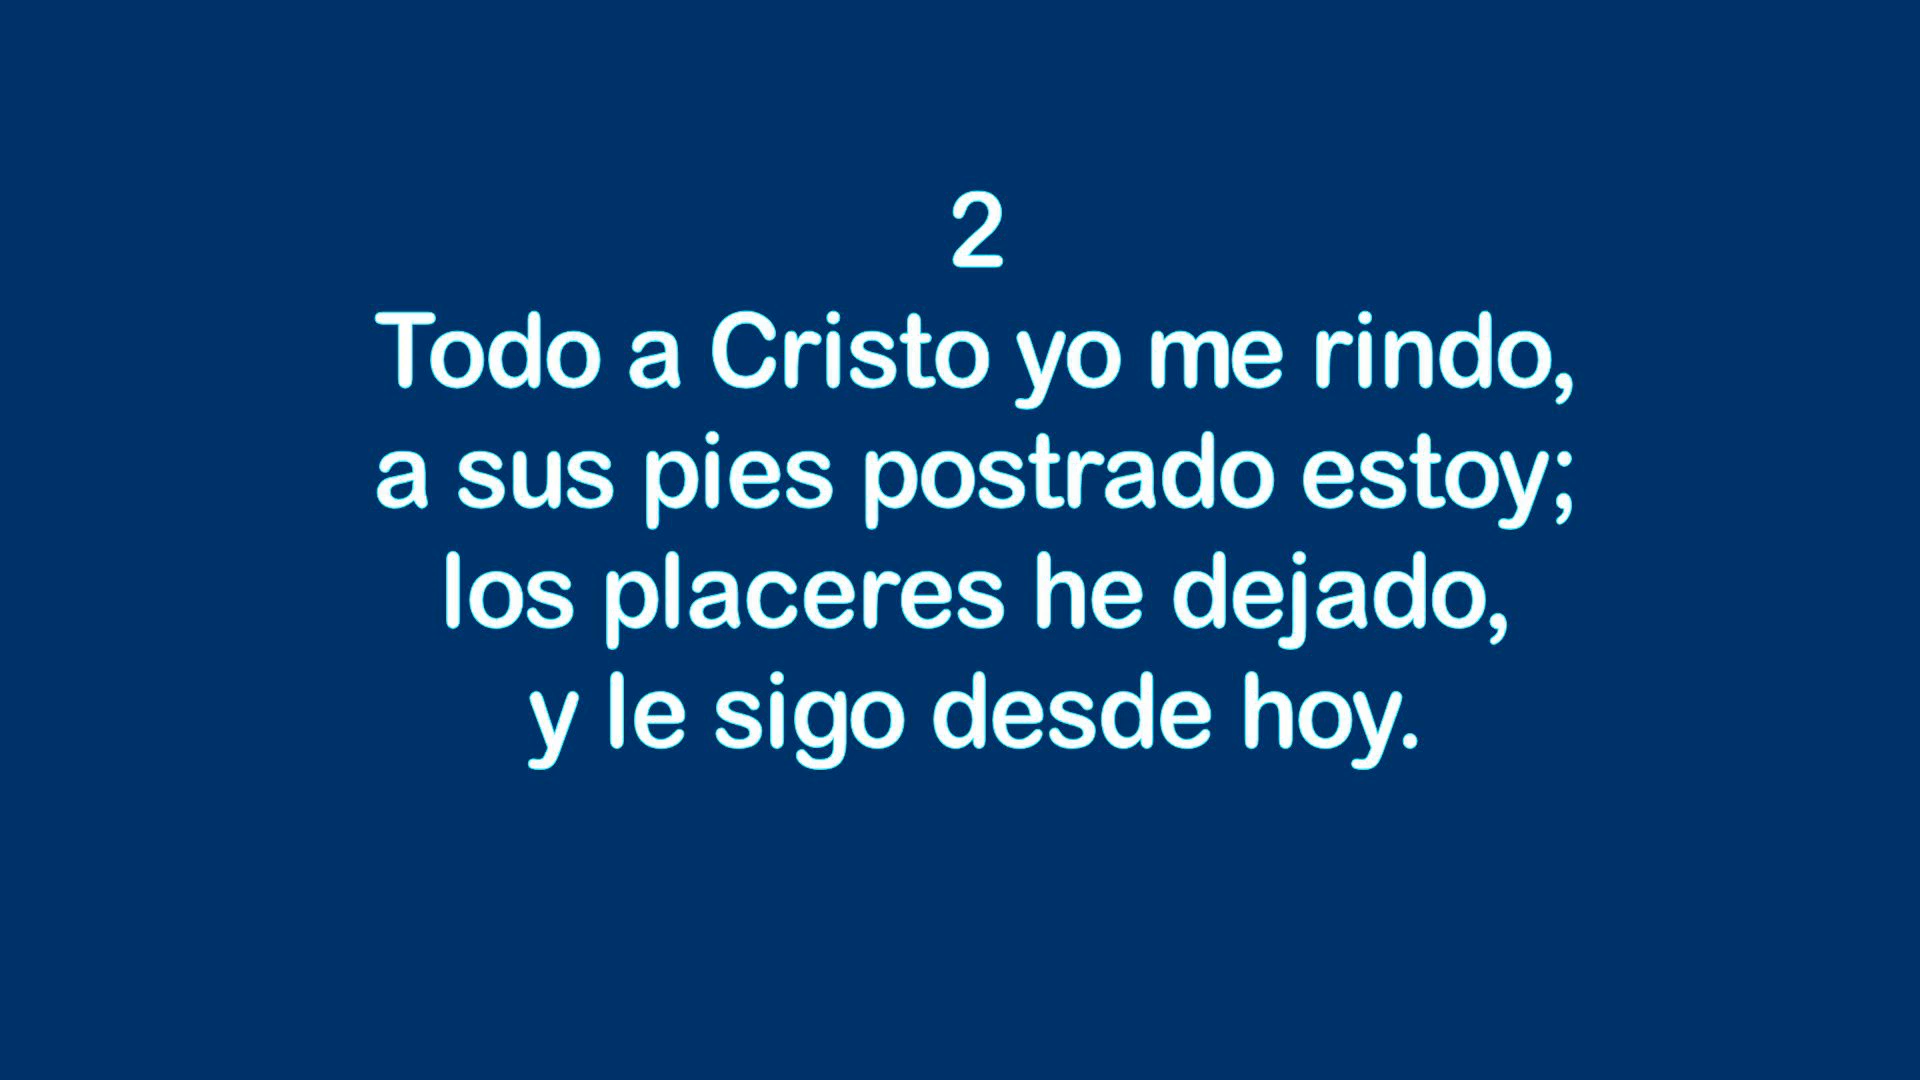 2
Todo a Cristo yo me rindo,
a sus pies postrado estoy;
los placeres he dejado,
y le sigo desde hoy.